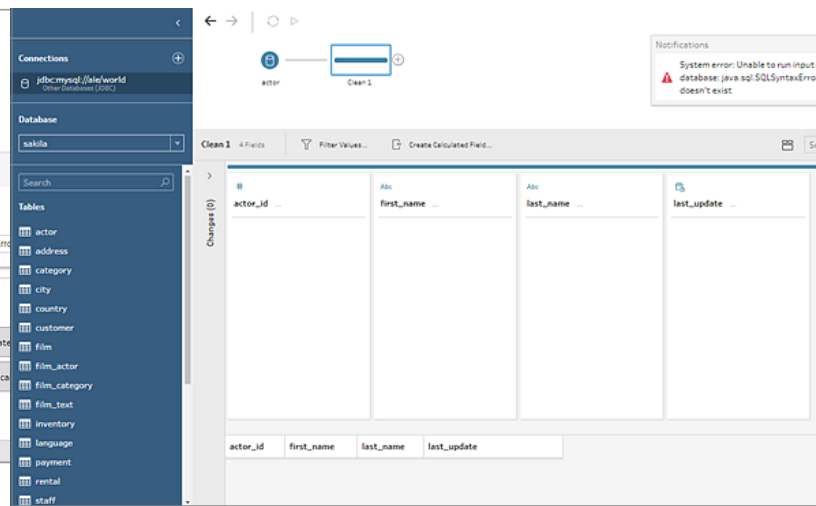 Connections
jdbc:mysql://ale/world
Other Databases (JDBC)
Database
sakila
Search
Tables
actor
address
category
city
country
customer
film
film_actor
film_category
film_text
inventory
language
payment
rental
staff
actor
Clean 1
Notifications
System error: Unable to run input
database: java.sql.SQLSyntaxErro
doesn't exist
Clean 1 4 Fields Filter Values... Create Calculated Field...
Changes (0)
#
actor_id ...
Abc
first_name ...
Abc
last_name ...
last_update ...
actor_id first_name last_name last_update